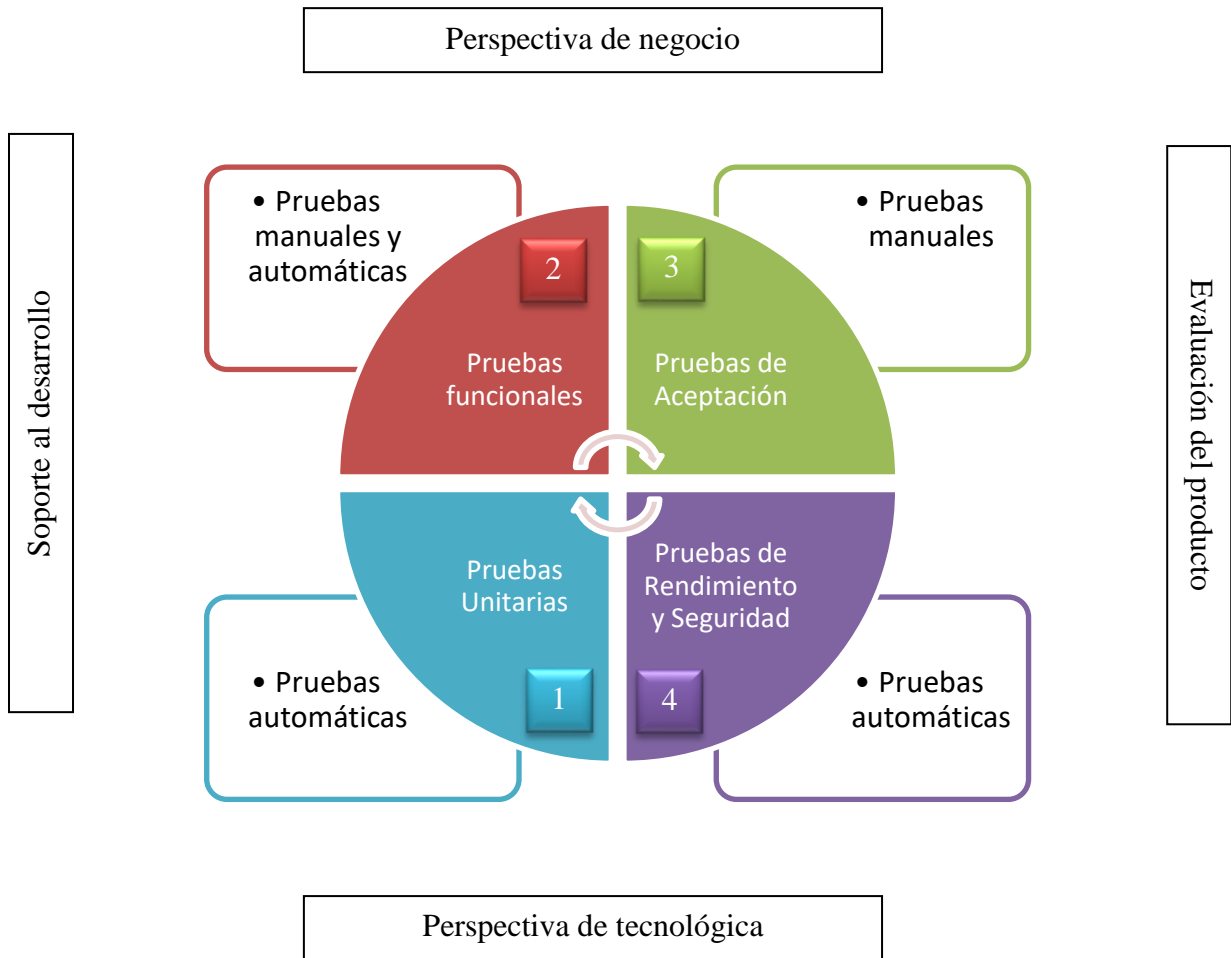 Perspectiva de negocio
Soporte al desarrollo
• Pruebas
manuales y
automáticas
2
Pruebas
funcionales
3
Pruebas de
Aceptación
• Pruebas
manuales
Evaluación del producto
Pruebas
Unitarias
1
• Pruebas
automáticas
Pruebas de
Rendimiento
y Seguridad
4
• Pruebas
automáticas
Perspectiva de tecnológica